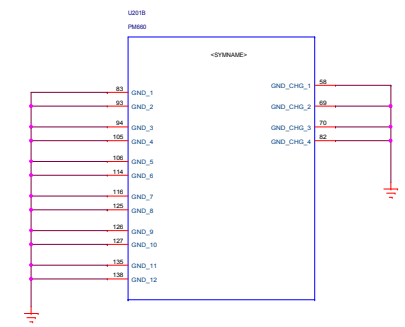 U201B
PM660
<SYMNAME>
83 GND_1 GND_CHG_1 58
93 GND_2 GND_CHG_2 69
94 GND_3 GND_CHG_3 70
105 GND_4 GND_CHG_4 82
106 GND_5
114 GND_6
116 GND_7
125 GND_8
126 GND_9
127 GND_10
135 GND_11
138 GND_12